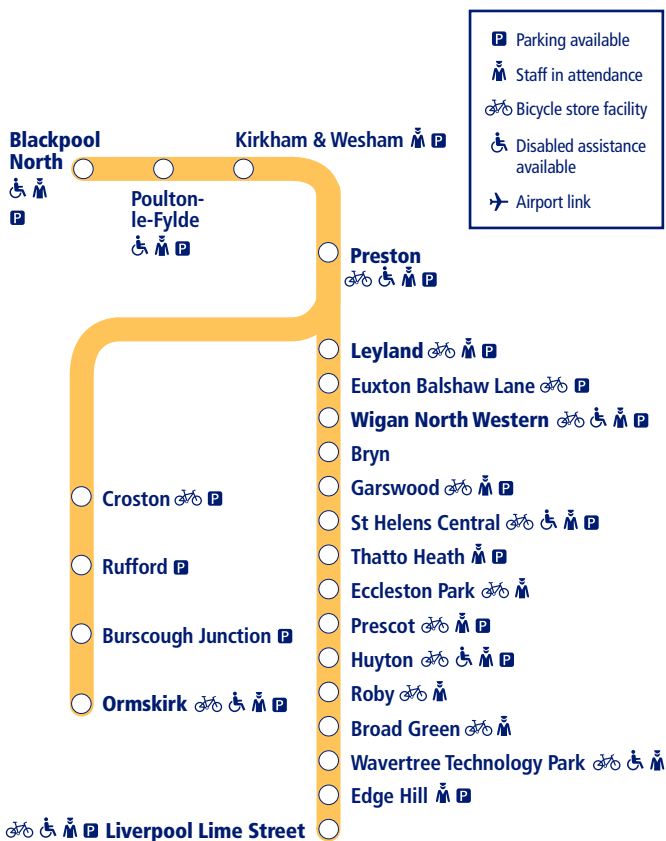 P Parking available
Staff in attendance
Bicycle store facility
Disabled assistance
available
Airport link
Blackpool
North
P
Kirkham & Wesham P
Poulton-
le-Fylde
P
Preston
P
Leyland P
Euxton Balshaw Lane P
Wigan North Western P
Bryn
Garswood P
St Helens Central P
Thatto Heath P
Eccleston Park
Prescot P
Huyton P
Roby
Broad Green
Wavertree Technology Park
Edge Hill P
P Liverpool Lime Street
Croston P
Rufford P
Burscough Junction P
Ormskirk P